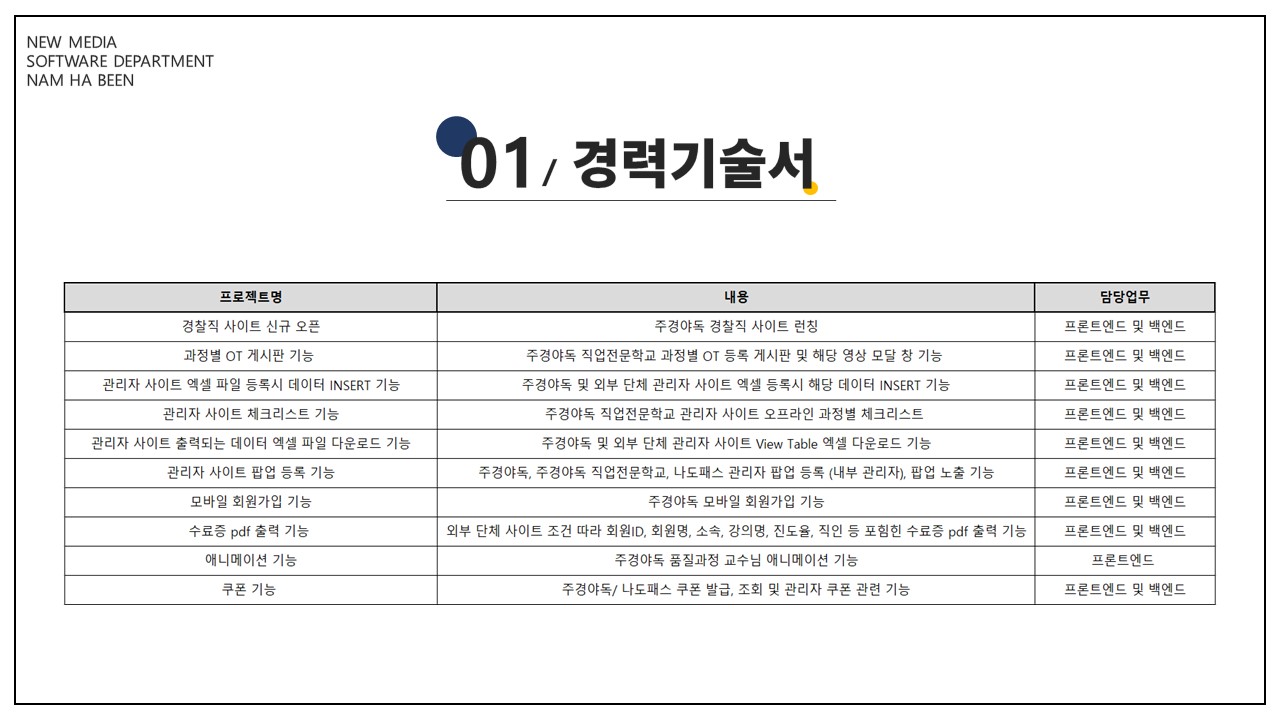 NEW MEDIA
SOFTWARE DEPARTMENT
NAM HA BEEN
01/ 경력기술서
프로젝트명 내용 담당업무
경찰직 사이트 신규 오픈 주경야독 경찰직 사이트 런칭 프론트엔드 및 백엔드
과정별 OT 게시판 기능 주경야독 직업전문학교 과정별 OT 등록 게시판 및 해당 영상 모달 창 기능 프론트엔드 및 백엔드
관리자 사이트 엑셀 파일 등록시 데이터 INSERT 기능 주경야독 및 외부 단체 관리자 사이트 엑셀 등록시 해당 데이터 INSERT 기능 프론트엔드 및 백엔드
관리자 사이트 체크리스트 기능 주경야독 직업전문학교 관리자 사이트 오프라인 과정별 체크리스트 프론트엔드 및 백엔드
관리자 사이트 출력되는 데이터 엑셀 파일 다운로드 기능 주경야독 및 외부 단체 관리자 사이트 View Table 엑셀 다운로드 기능 프론트엔드 및 백엔드
관리자 사이트 팝업 등록 기능 주경야독, 주경야독 직업전문학교, 나도패스 관리자 팝업 등록 (내부 관리자), 팝업 노출 기능 프론트엔드 및 백엔드
모바일 회원가입 기능 주경야독 모바일 회원가입 기능 프론트엔드 및 백엔드
수료증 pdf 출력 기능 외부 단체 사이트 조건 따라 회원ID, 회원명, 소속, 강의명, 진도율, 직인 등 포힘힌 수료증 pdf 출력 기능 프론트엔드 및 백엔드
애니메이션 기능 주경야독 품질과정 교수님 애니메이션 기능 프론트엔드
쿠폰 기능 주경야독/ 나도패스 쿠폰 발급, 조회 및 관리자 쿠폰 관련 기능 프론트엔드 및 백엔드